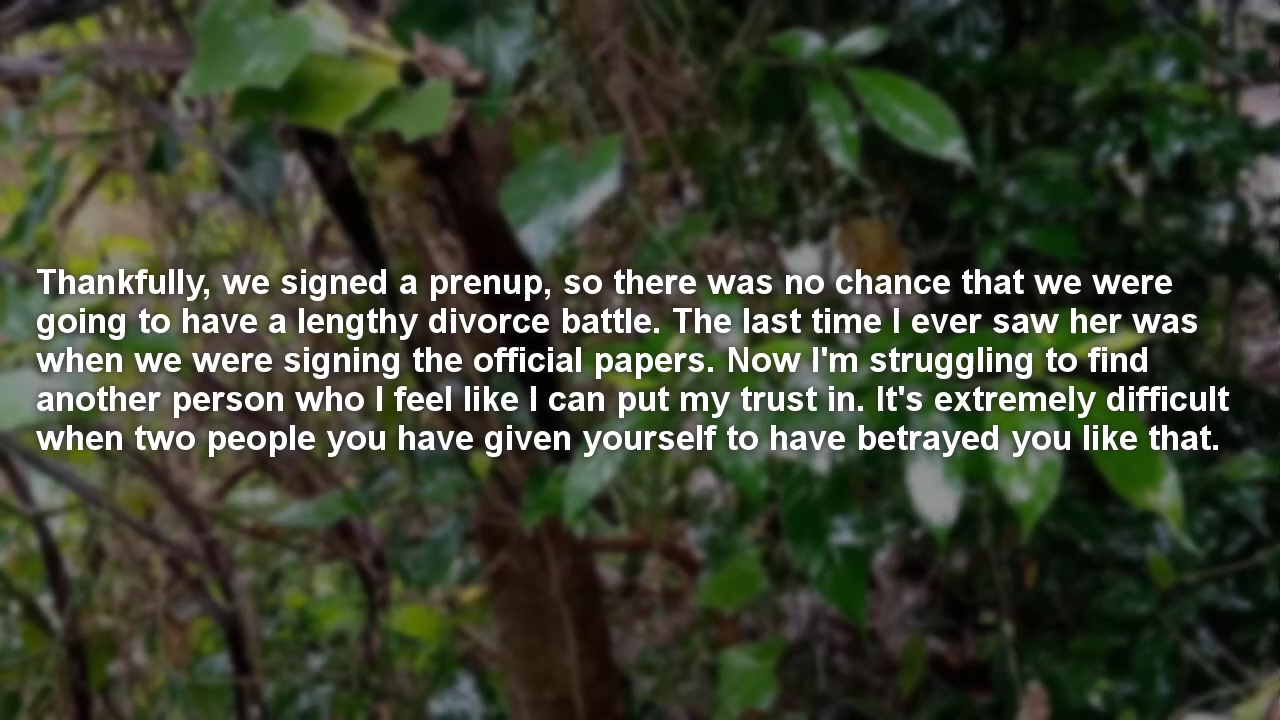 Thankfully, we signed a prenup, so there was no chance that we were
going to have a lengthy divorce battle. The last time I ever saw her was
when we were signing the official papers. Now I'm struggling to find
another person who I feel like I can put my trust in. It's extremely difficult
when two people you have given yourself to have betrayed you like that.